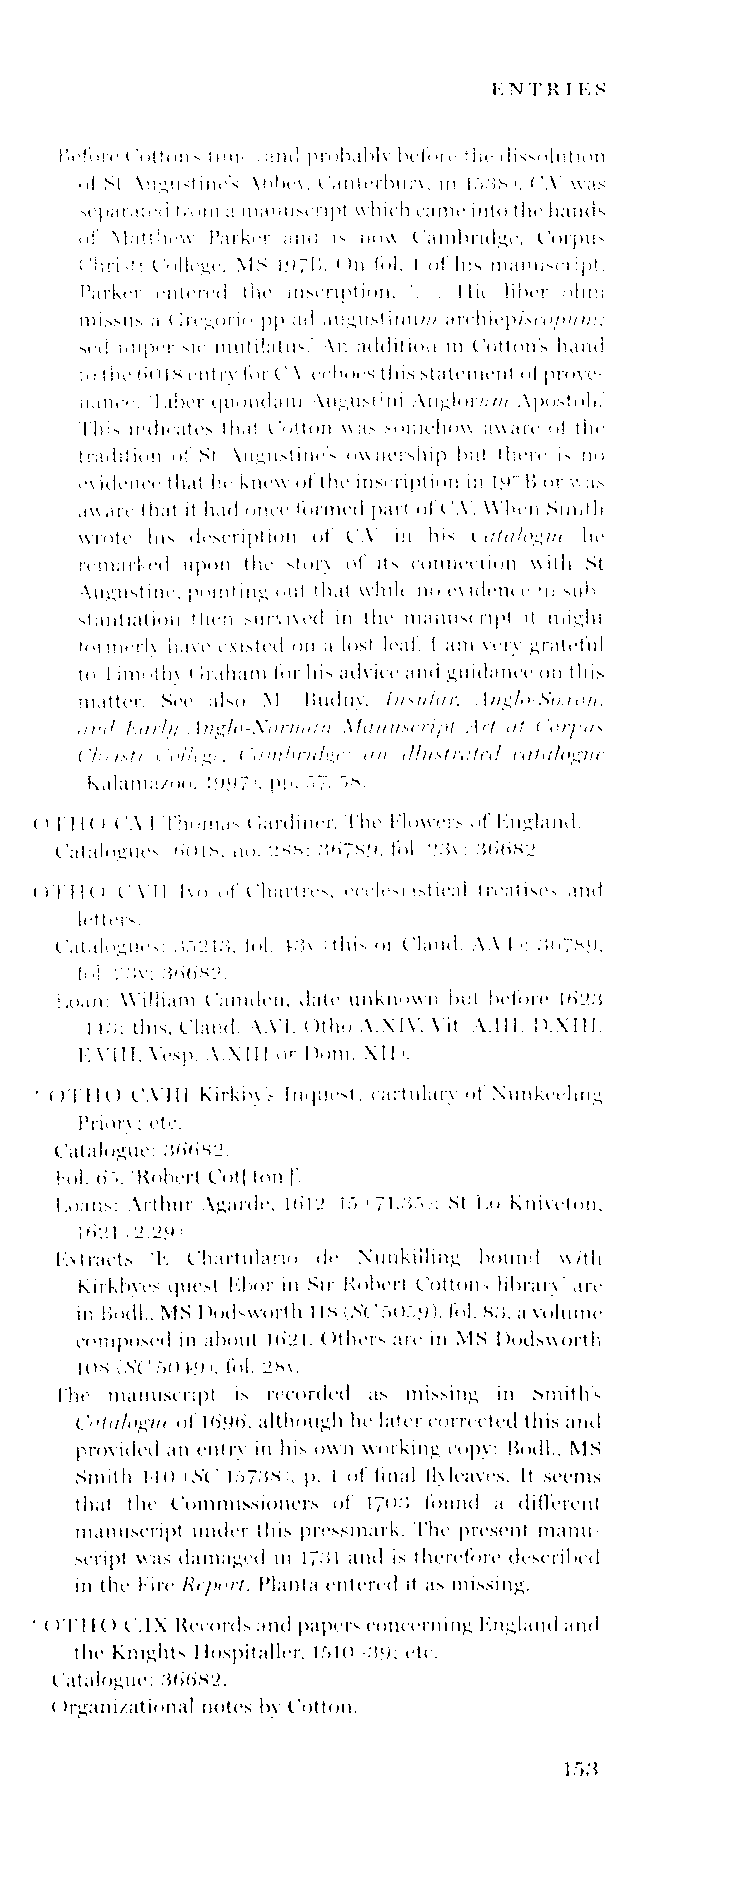 ENTRIES
Before Cotton's time (and probably before the dissolution
of St Augustine's Abbey, Canterbury, in 1538), C.V was
separated from a manuscript which came into the hands
of Matthew Parker and is now Cambridge, Corpus
Christi College, MS 197B. On fol. 1 of his manuscript,
Parker entered the inscription, '. . . Hic liber olim
missus a Gregorio pp ad augustinum archiepiscopum;
sed nuper sic mutilatus.' An addition in Cotton's hand
to the 6018 entry for C.V echoes this statement of prove-
nance: 'Liber quondam Augustini Anglorum Apostoli.'
This indicates that Cotton was somehow aware of the
tradition of St Augustine's ownership but there is no
evidence that he knew of the inscription in 197B or was
aware that it had once formed part of C.V. When Smith
wrote his description of C.V in his Catalogue he
remarked upon the story of its connection with St
Augustine, pointing out that while no evidence in sub-
stantiation then survived in the manuscript it might
formerly have existed on a lost leaf. I am very grateful
to Timothy Graham for his advice and guidance on this
matter. See also M. Budny, Insular, Anglo-Saxon,
and Early Anglo-Norman Manuscript Art at Corpus
Christi College, Cambridge: an illustrated catalogue
(Kalamazoo, 1997), pp. 57, 58.
OTHO C.VI Thomas Gardiner, The Flowers of England.
Catalogues: 6018, no. 288; 36789, fol. 23v; 36682.
OTHO C.VII Ivo of Chartres, ecclesiastical treatises and
letters.
Catalogues: 35213, fol. 43v (this or Claud. A.VI); 36789,
fol. 23v; 36682.
Loan: William Camden, date unknown but before 1623
(143: this, Claud. A.VI, Otho A.XIV, Vit. A.III, D.XIII,
E.VIII, Vesp. A.XIII or Dom. XII).
* OTHO C.VIII Kirkby's Inquest, cartulary of Nunkeeling
Priory; etc.
Catalogue: 36682.
Fol. 65, 'Robert Cot[ton]'.
Loans: Arthur Agarde, 1612–15 (71.35); St Lo Kniveton,
1621 (2.29).
Extracts 'E Chartulario de Nunkilling bound with
Kirkbyes quest Ebor in Sir Robert Cottons library' are
in Bodl., MS Dodsworth 118 (SC 5059), fol. 83, a volume
composed in about 1621. Others are in MS Dodsworth
108 (SC 5049), fol. 28v.
The manuscript is recorded as missing in Smith's
Catalogue of 1696, although he later corrected this and
provided an entry in his own working copy: Bodl., MS
Smith 140 (SC 15738), p. 1 of final flyleaves. It seems
that the Commissioners of 1703 found a different
manuscript under this pressmark. The present manu-
script was damaged in 1731 and is therefore described
in the Fire Report. Planta entered it as missing.
* OTHO C.IX Records and papers concerning England and
the Knights Hospitaller, 1510–39; etc.
Catalogue: 36682.
Organizational notes by Cotton.
153